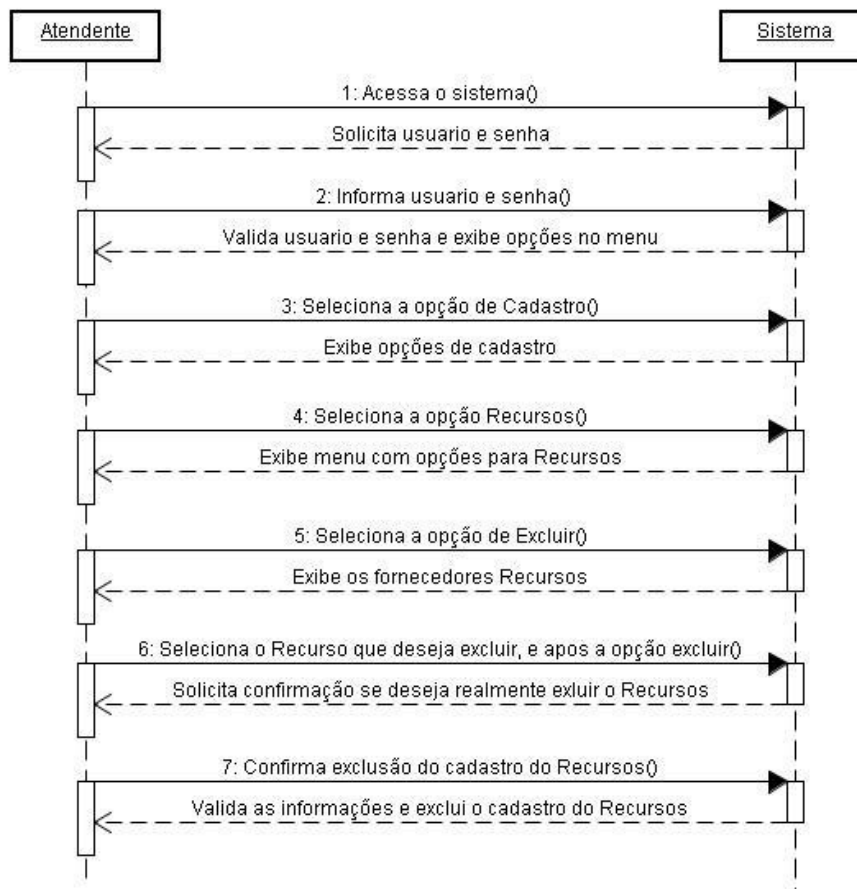 Atendente
Sistema
1: Acessa o sistema()
Solicita usuario e senha
2: Informa usuario e senha()
Valida usuario e senha e exibe opções no menu
3: Seleciona a opção de Cadastro()
Exibe opções de cadastro
4: Seleciona a opção Recursos()
Exibe menu com opções para Recursos
5: Seleciona a opção de Excluir()
Exibe os fornecedores Recursos
6: Seleciona o Recurso que deseja excluir, e apos a opção excluir()
Solicita confirmação se deseja realmente exluir o Recursos
7: Confirma exclusão do cadastro do Recursos()
Valida as informações e exclui o cadastro do Recursos